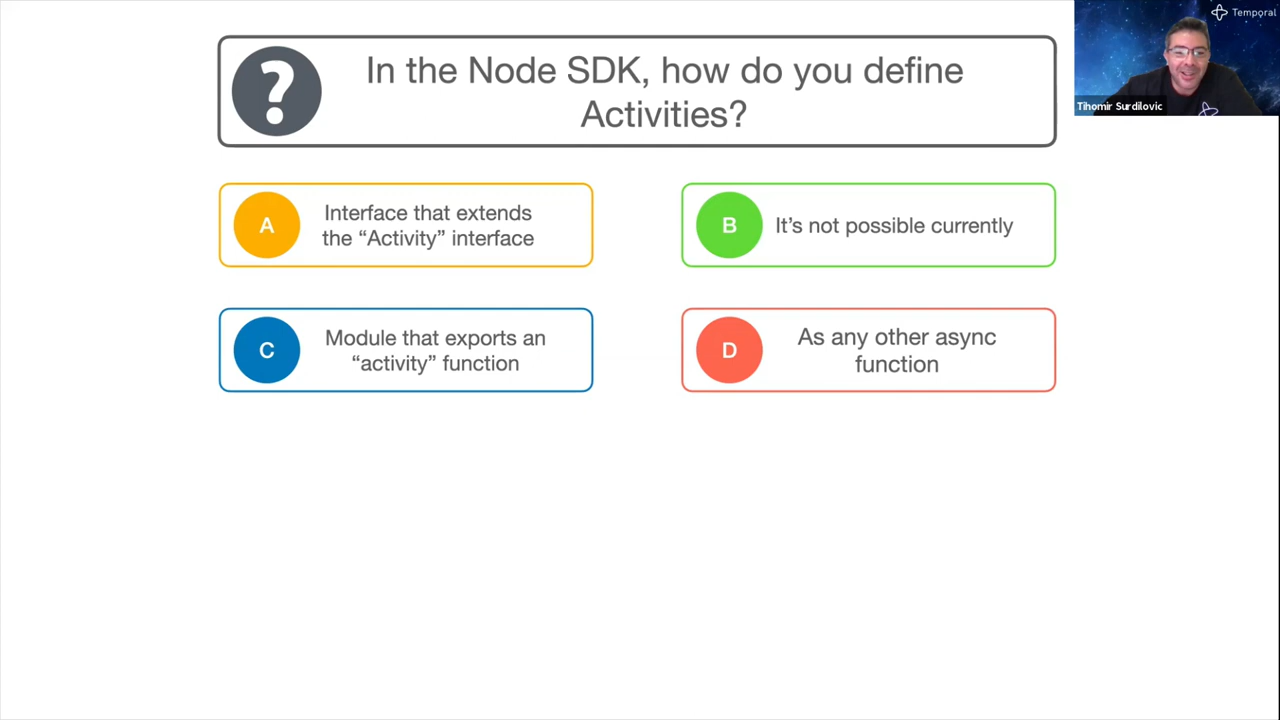 In the Node SDK, how do you define
Activities?
?
A
Interface that extends
the “Activity” interface
B
It’s not possible currently
C
Module that exports an
“activity” function
D
As any other async
function
Temporal
Tihomir Surdilovic